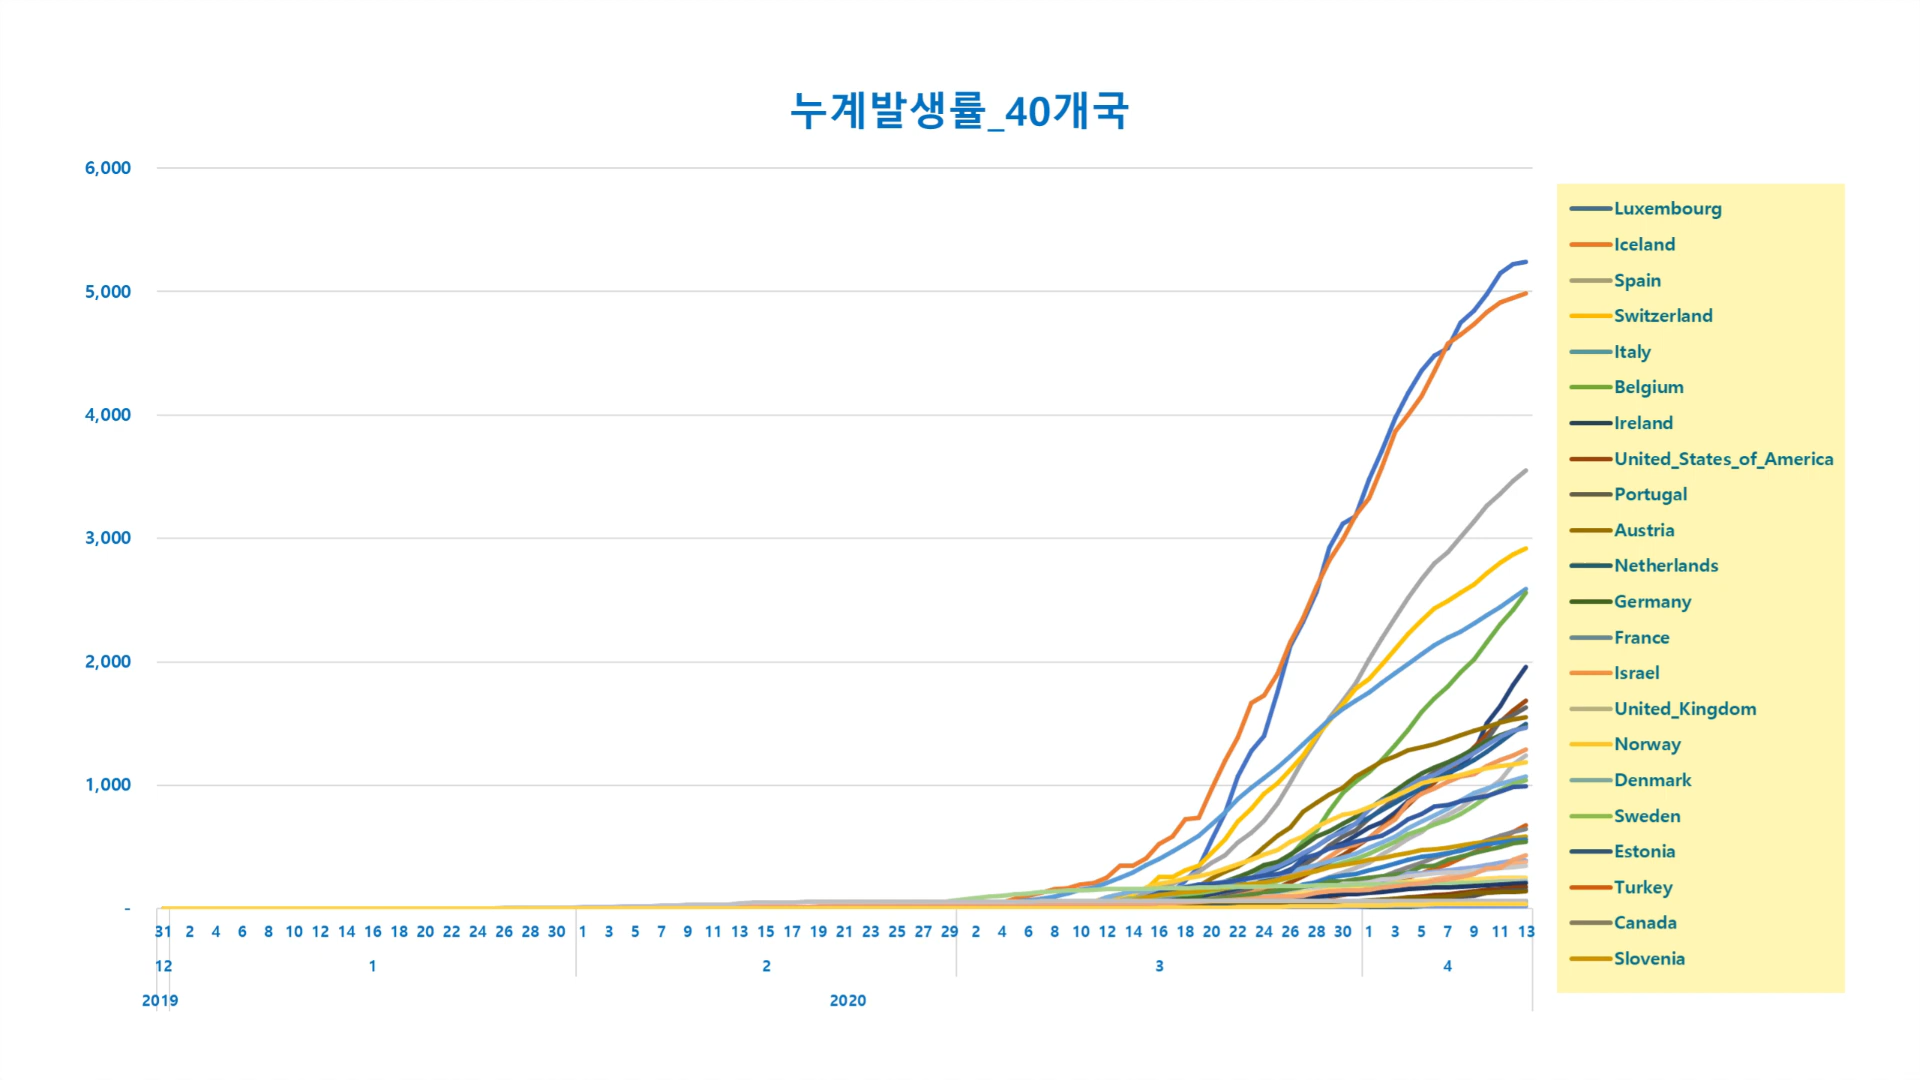 누계발생률_40개국
6,000
5,000
4,000
3,000
2,000
1,000
-
Luxembourg
Iceland
Spain
Switzerland
Italy
Belgium
Ireland
United_States_of_America
Portugal
Austria
Netherlands
Germany
France
Israel
United_Kingdom
Norway
Denmark
Sweden
Estonia
Turkey
Canada
Slovenia
31 2 4 6 8 10 12 14 16 18 20 22 24 26 28 30 1 3 5 7 9 11 13 15 17 19 21 23 25 27 29 2 4 6 8 10 12 14 16 18 20 22 24 26 28 30 1 3 5 7 9 11 13
12 1 2 3 4
2019 2020